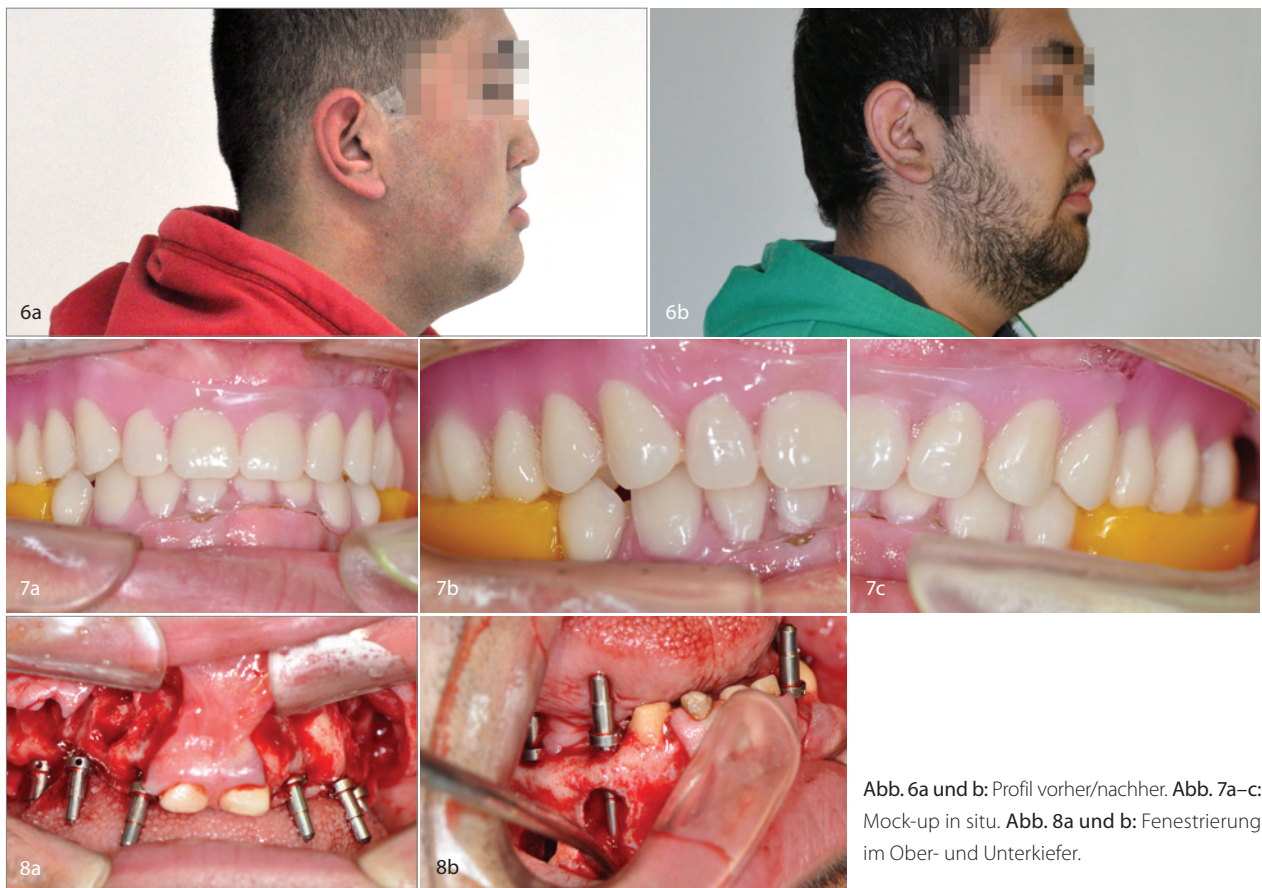 6a
6b
7a
7b
7c
8a
8b
Abb. 6a und b: Profil vorher/nachher. Abb. 7a–c:
Mock-up in situ. Abb. 8a und b: Fenestrierung
im Ober- und Unterkiefer.